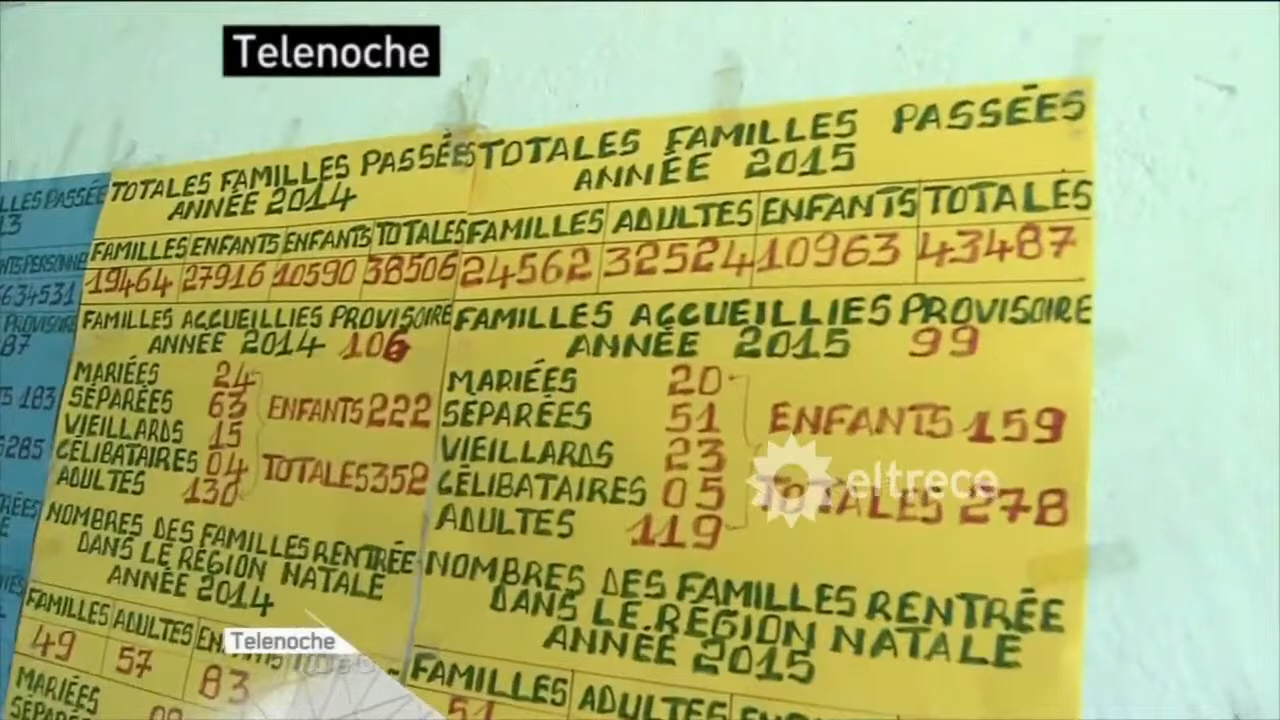 Telenoche
TOTALES FAMILLES PASSÉES
ANNÉE 2014
FAMILLES ENFANTS ENFANTS TOTALES
19464 27916 10590 38506
FAMILLES ACCUEILLIES PROVISOIRE
ANNÉE 2014 106
MARIÉES 24
SÉPARÉES 63
VIEILLARDS 15
CÉLIBATAIRES 04
ADULTES 130
ENFANTS 222
TOTALES 352
NOMBRES DES FAMILLES RENTRÉE
DANS LE RÉGION NATALE
ANNÉE 2014
FAMILLES ADULTES
49 57 83
MARIÉES
TOTALES FAMILLES PASSÉES
ANNÉE 2015
FAMILLES ADULTES ENFANTS TOTALES
24562 32524 10963 43487
FAMILLES ACCUEILLIES PROVISOIRE
ANNÉE 2015 99
MARIÉES 20
SÉPARÉES 51
VIEILLARDS 23
CÉLIBATAIRES 05
ADULTES 119
ENFANTS 159
TOTALES 278
NOMBRES DES FAMILLES RENTRÉE
DANS LE RÉGION NATALE
ANNÉE 2015
FAMILLES ADULTES
51
eltrece
Telenoche